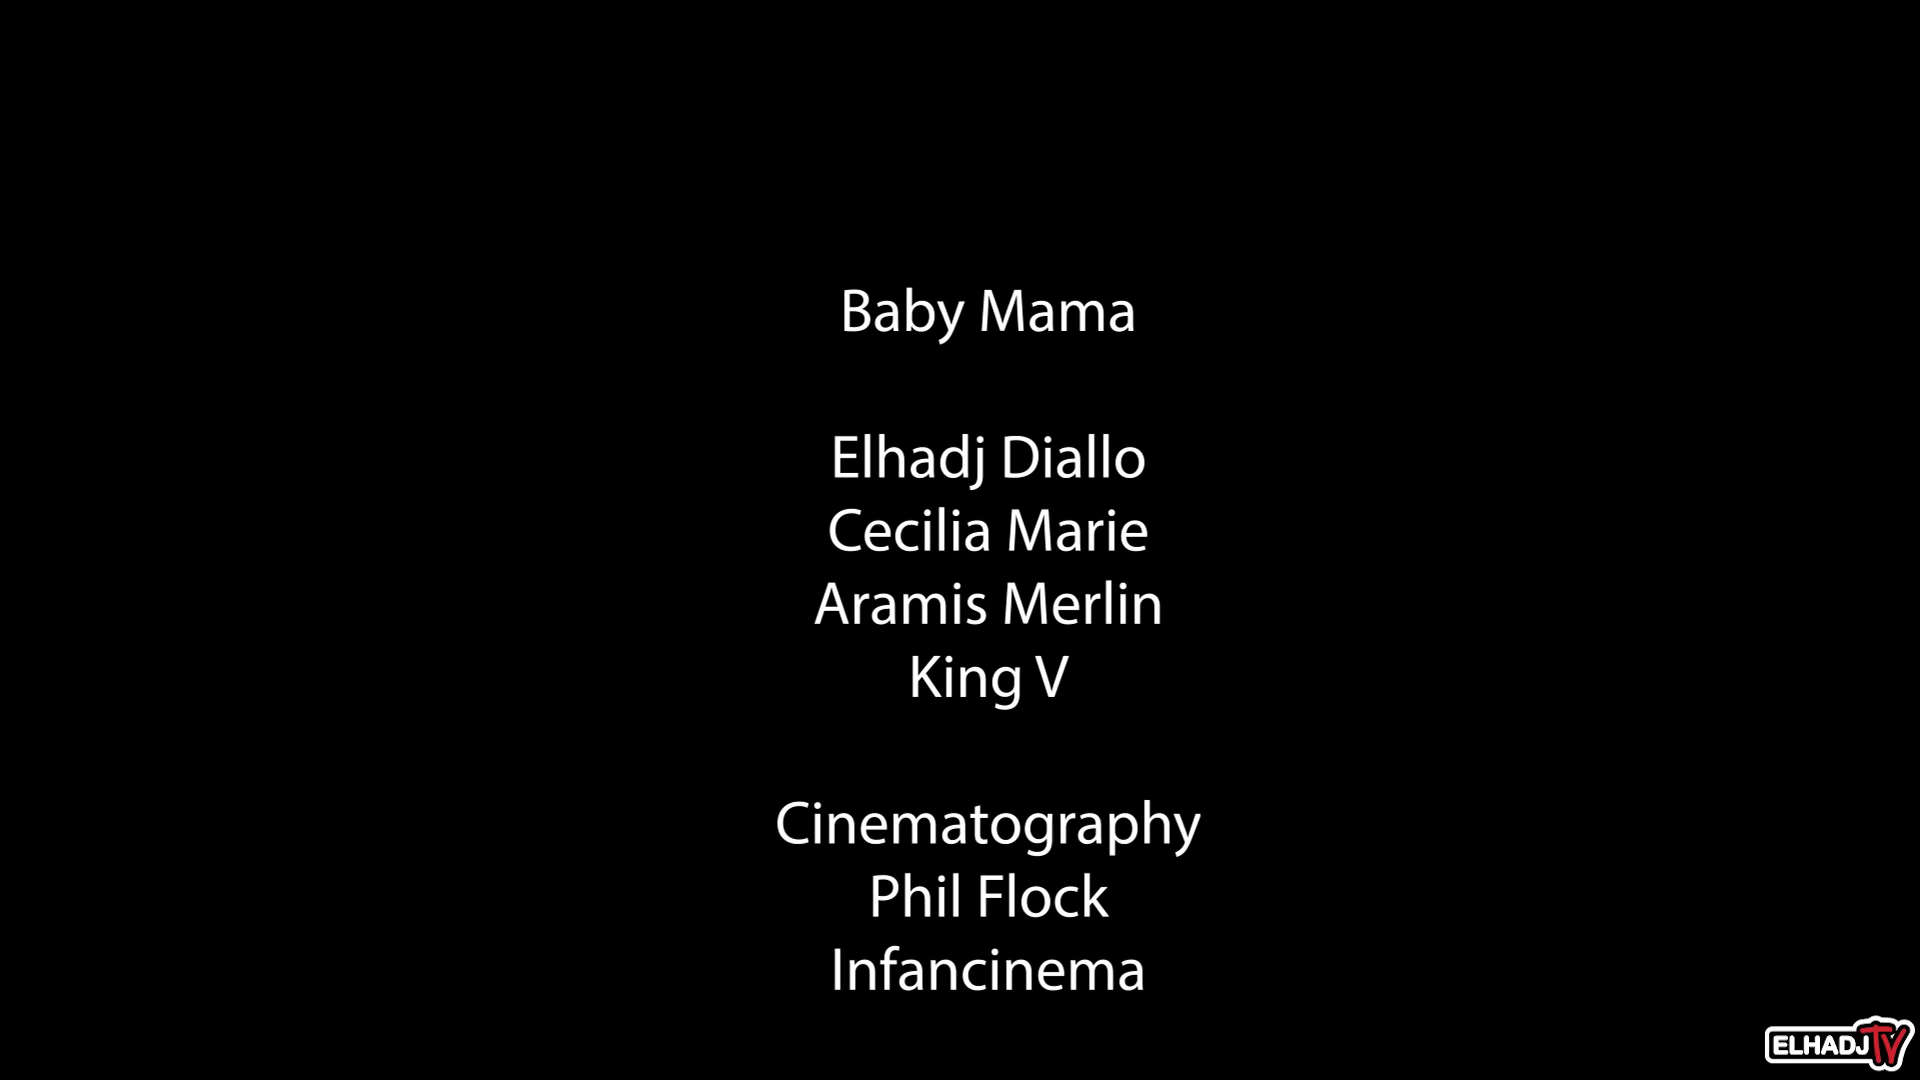 Baby Mama
Elhadj Diallo
Cecilia Marie
Aramis Merlin
King V
Cinematography
Phil Flock
Infancinema
ELHADJ TV